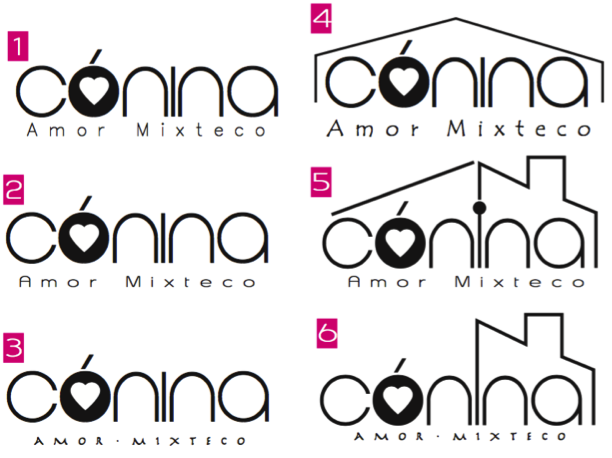 1
cónina
Amor Mixteco
2
cónina
Amor Mixteco
3
cónina
AMOR·MIXTECO
4
cónina
Amor Mixteco
5
cónina
Amor Mixteco
6
cónina
AMOR·MIXTECO